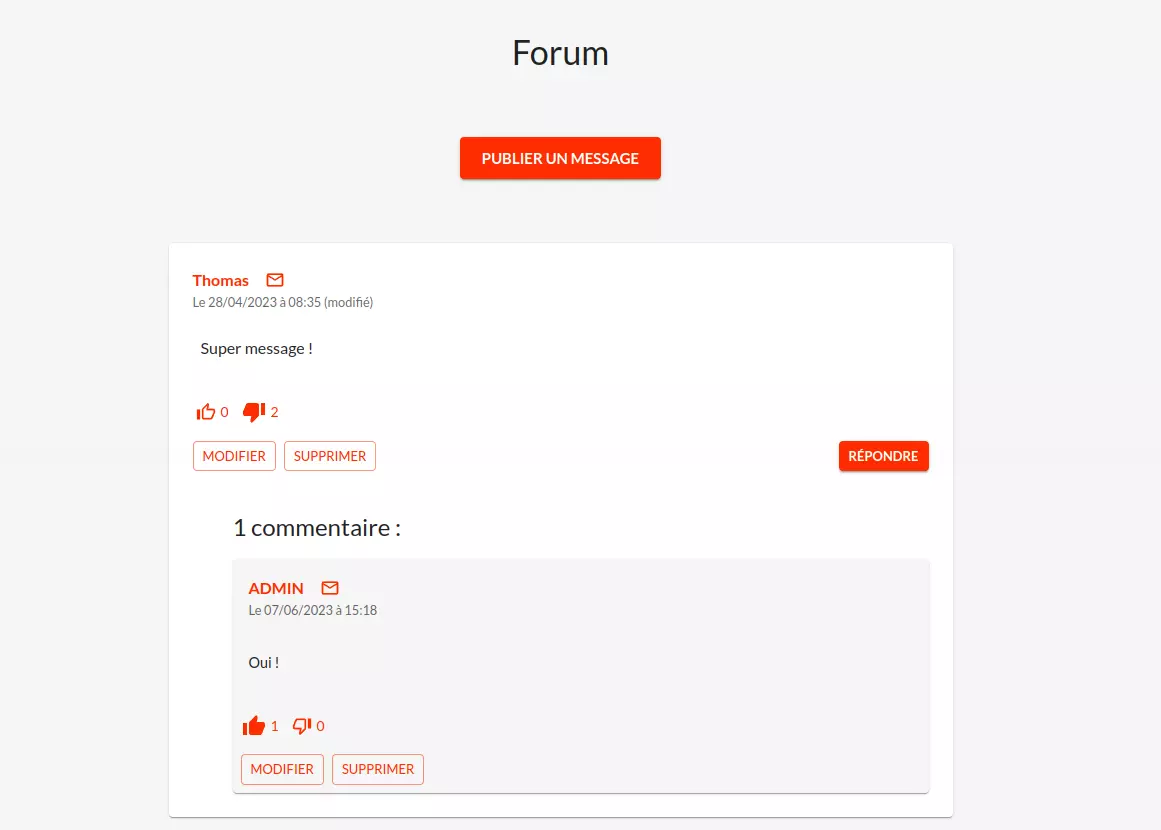 Forum
PUBLIER UN MESSAGE
Thomas
Le 28/04/2023 à 08:35 (modifié)
Super message !
0 2
MODIFIER SUPPRIMER RÉPONDRE
1 commentaire :
ADMIN
Le 07/06/2023 à 15:18
Oui !
1 0
MODIFIER SUPPRIMER